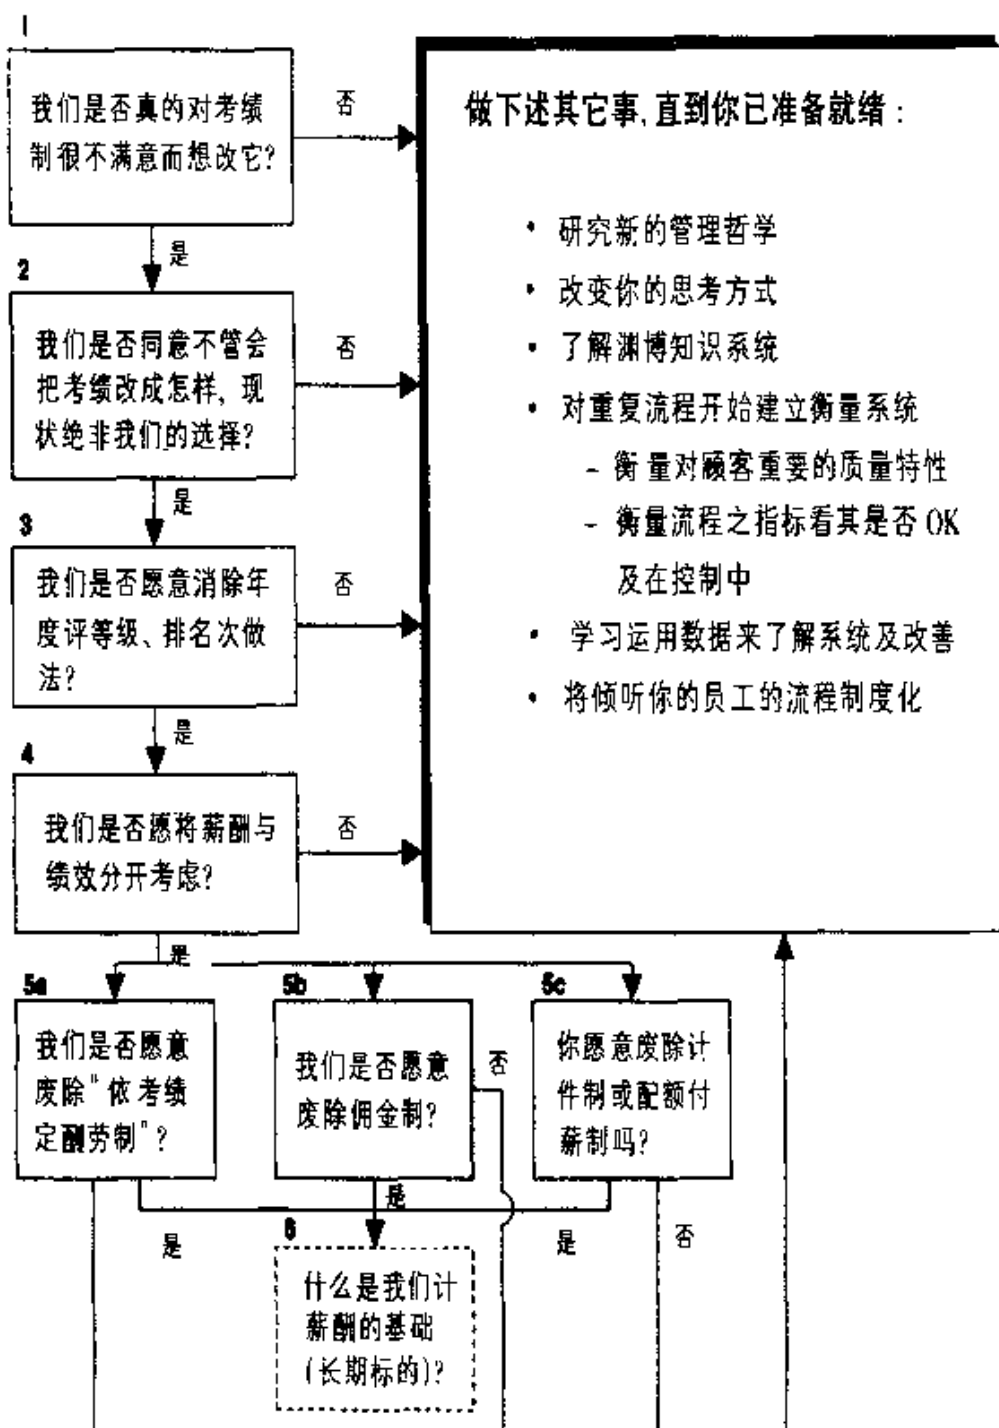 1
我们是否真的对考绩
制很不满意而想改它?
否
是
2
我们是否同意不管会
把考绩改成怎样, 现
状绝非我们的选择?
否
是
3
我们是否愿意消除年
度评等级、排名次做
法?
否
是
4
我们是否愿将薪酬与
绩效分开考虑?
否
是
做下述其它事, 直到你已准备就绪:
• 研究新的管理哲学
• 改变你的思考方式
• 了解渊博知识系统
• 对重复流程开始建立衡量系统
- 衡量对顾客重要的质量特性
- 衡量流程之指标看其是否 OK
及在控制中
• 学习运用数据来了解系统及改善
• 将倾听你的员工的流程制度化
5a
我们是否愿意
废除"依考绩
定酬劳制"?
是
5b
我们是否愿意
废除佣金制?
否
是
5c
你愿意废除计
件制或配额付
薪制吗?
是
否
6
什么是我们计
薪酬的基础
(长期标的)?